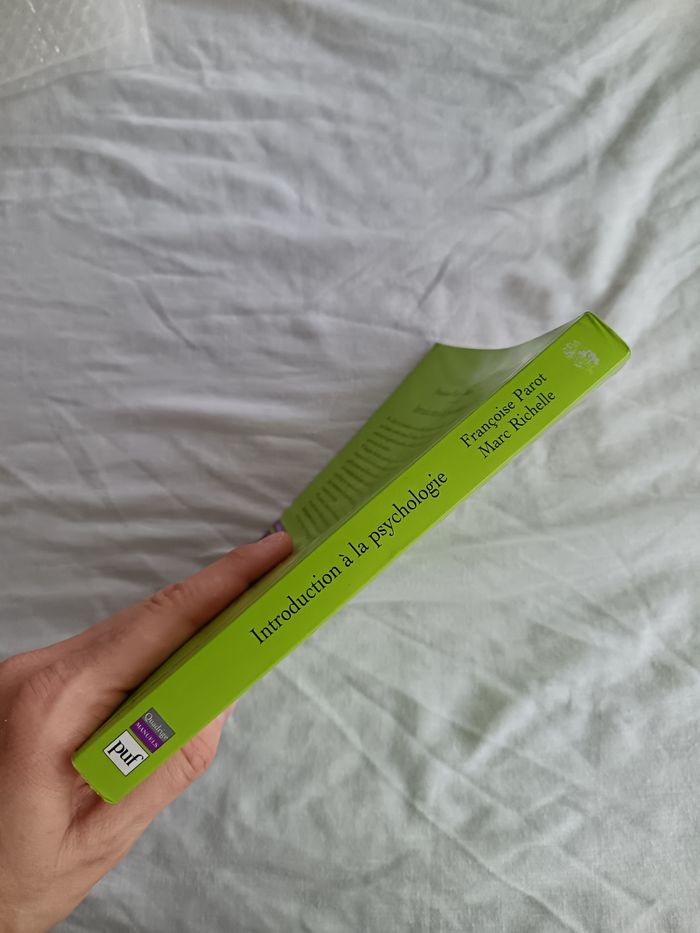 Françoise Parot
Marc Richelle
Introduction à la psychologie
Quadrige
MANUELS
puf